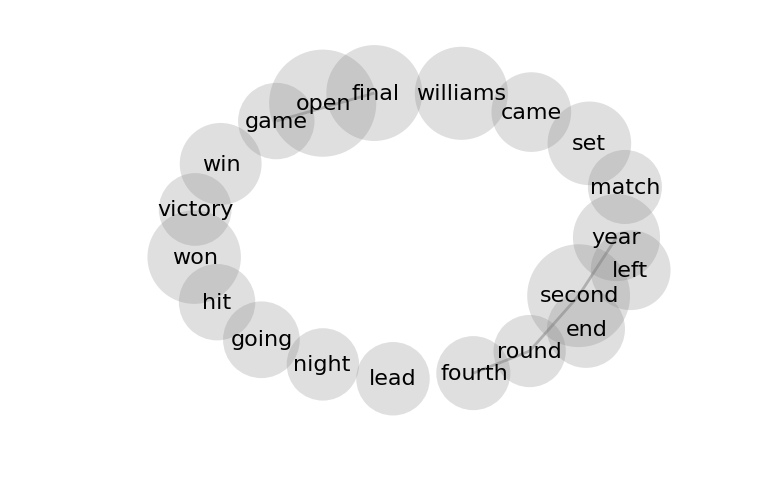 final
williams
open
came
game
set
win
match
victory
year
won
left
second
hit
end
going
round
night
fourth
lead